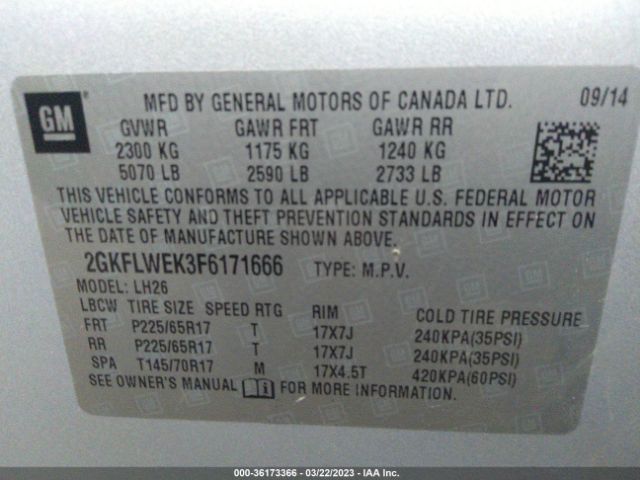 GM
MFD BY GENERAL MOTORS OF CANADA LTD. 09/14
GVWR GAWR FRT GAWR RR
2300 KG 1175 KG 1240 KG
5070 LB 2590 LB 2733 LB
THIS VEHICLE CONFORMS TO ALL APPLICABLE U.S. FEDERAL MOTOR
VEHICLE SAFETY AND THEFT PREVENTION STANDARDS IN EFFECT ON
THE DATE OF MANUFACTURE SHOWN ABOVE.
2GKFLWEK3F6171666 TYPE: M.P.V.
MODEL: LH26
LBCW TIRE SIZE SPEED RTG RIM COLD TIRE PRESSURE
FRT P225/65R17 T 17X7J 240KPA(35PSI)
RR P225/65R17 T 17X7J 240KPA(35PSI)
SPA T145/70R17 M 17X4.5T 420KPA(60PSI)
SEE OWNER'S MANUAL FOR MORE INFORMATION.
000-36173366 - 03/22/2023 - IAA Inc.